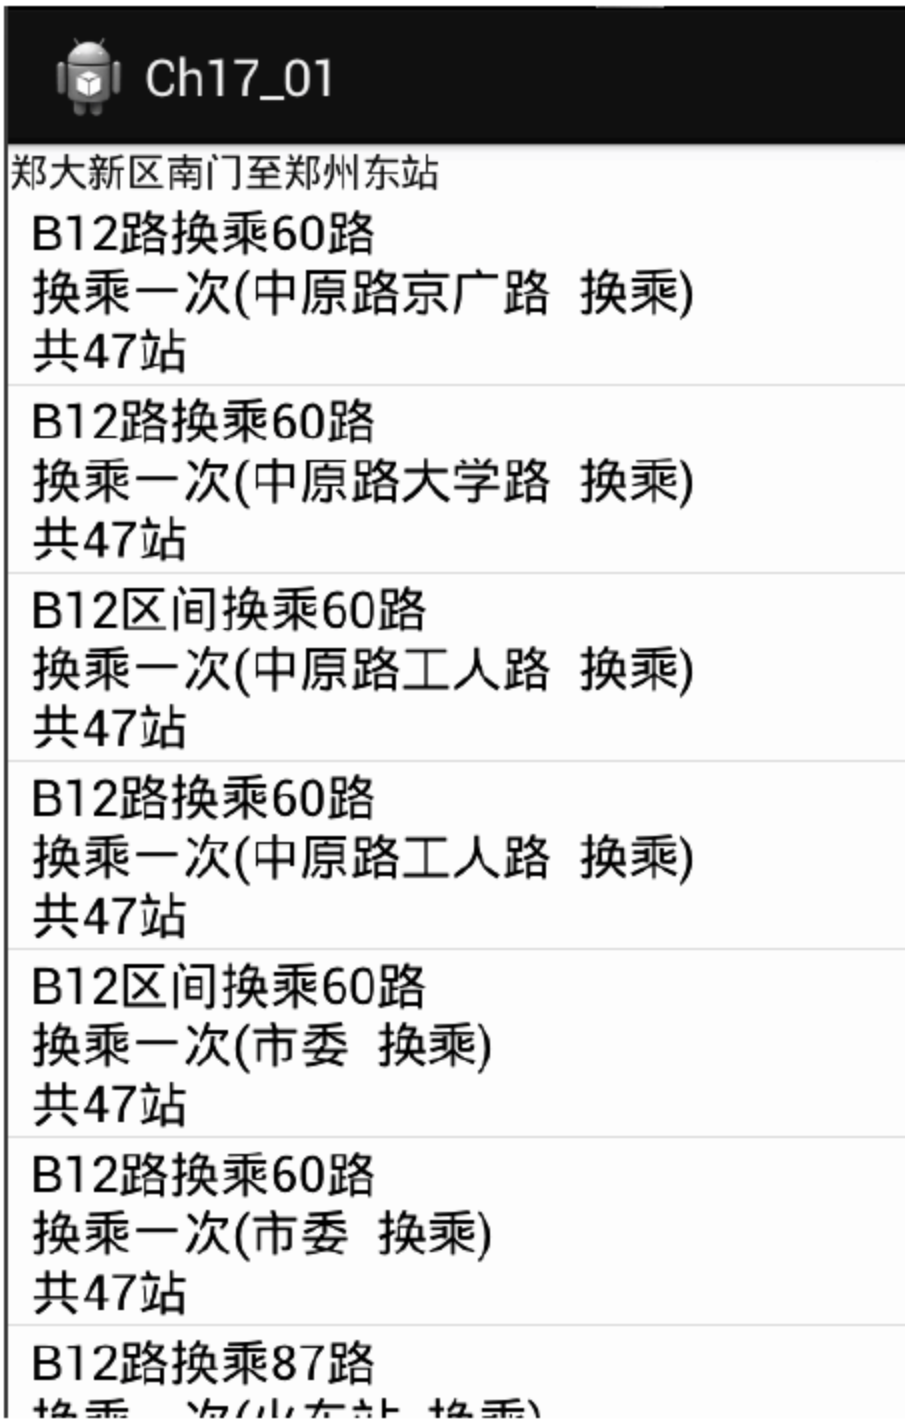 Ch17_01
郑大新区南门至郑州东站
B12路换乘60路
换乘一次(中原路京广路 换乘)
共47站
B12路换乘60路
换乘一次(中原路大学路 换乘)
共47站
B12区间换乘60路
换乘一次(中原路工人路 换乘)
共47站
B12路换乘60路
换乘一次(中原路工人路 换乘)
共47站
B12区间换乘60路
换乘一次(市委 换乘)
共47站
B12路换乘60路
换乘一次(市委 换乘)
共47站
B12路换乘87路